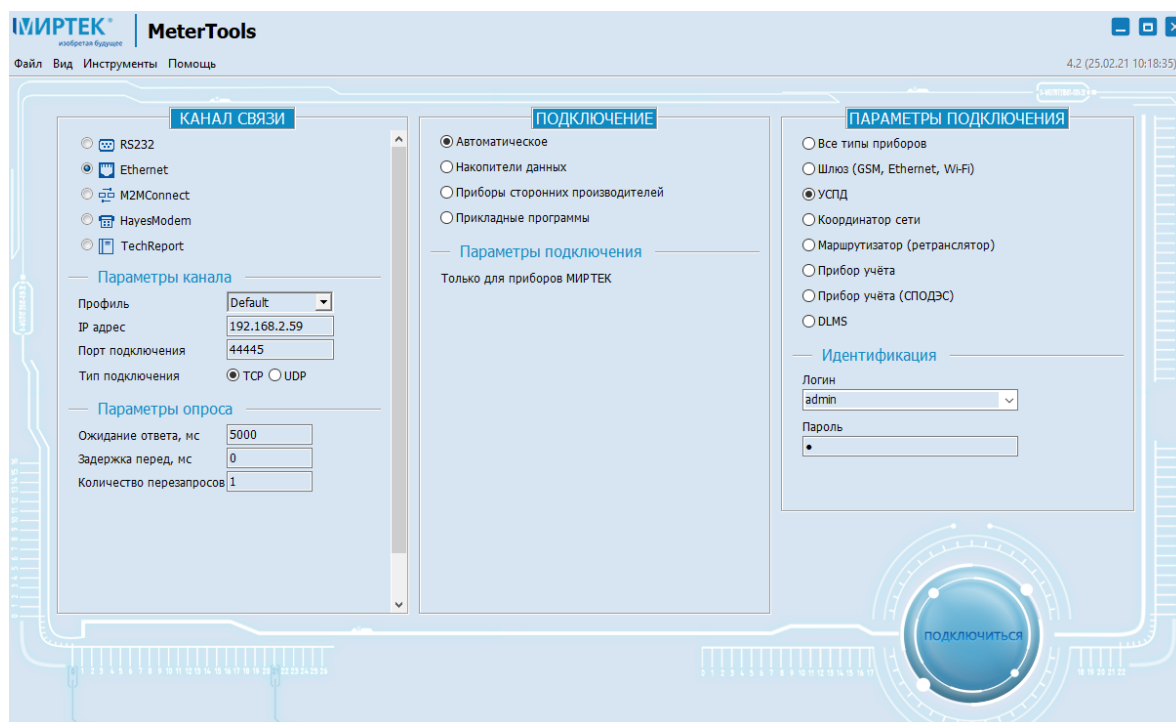 МИРТЕК®
изобретая будущее
MeterTools
Файл Вид Инструменты Помощь
4.2 (25.02.21 10:18:35)
КАНАЛ СВЯЗИ
RS232
Ethernet
M2MConnect
HayesModem
TechReport
Параметры канала
Профиль Default
IP адрес 192.168.2.59
Порт подключения 44445
Тип подключения TCP UDP
Параметры опроса
Ожидание ответа, мс 5000
Задержка перед, мс 0
Количество перезапросов 1
ПОДКЛЮЧЕНИЕ
Автоматическое
Накопители данных
Приборы сторонних производителей
Прикладные программы
Параметры подключения
Только для приборов МИРТЕК
ПАРАМЕТРЫ ПОДКЛЮЧЕНИЯ
Все типы приборов
Шлюз (GSM, Ethernet, Wi-Fi)
УСПД
Координатор сети
Маршрутизатор (ретранслятор)
Прибор учёта
Прибор учёта (СПОДЭС)
DLMS
Идентификация
Логин
admin
Пароль
ПОДКЛЮЧИТЬСЯ